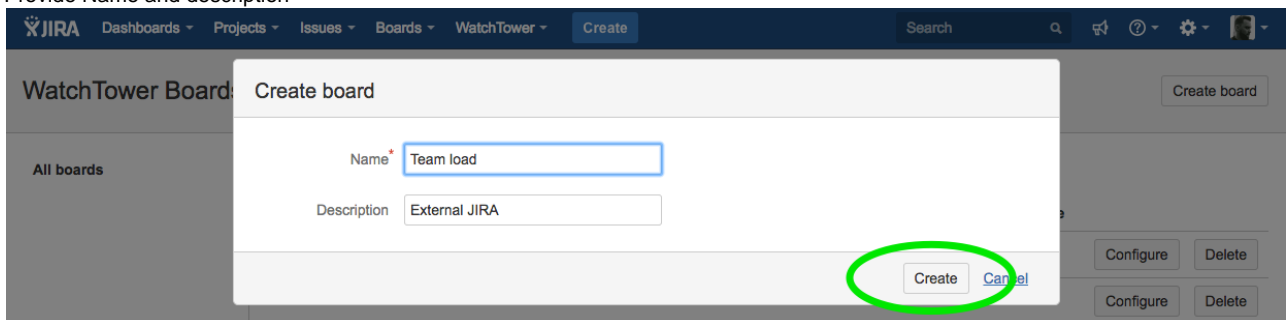 Provide Name and description
JIRA Dashboards Projects Issues Boards WatchTower Create Search
WatchTower Boards Create board Create board
Name* Team load
All boards
Description External JIRA
Configure Delete
Create Cancel
Configure Delete